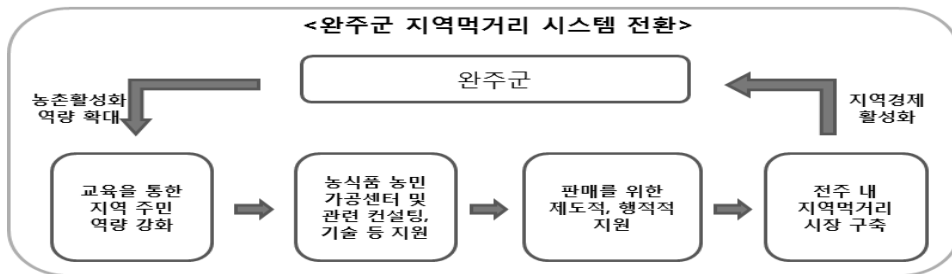 <완주군 지역먹거리 시스템 전환>
완주군
농촌활성화
역량 확대
지역경제
활성화
교육을 통한
지역 주민
역량 강화
농식품 농민
가공센터 및
관련 컨설팅,
기술 등 지원
판매를 위한
제도적, 행적적
지원
전주 내
지역먹거리
시장 구축